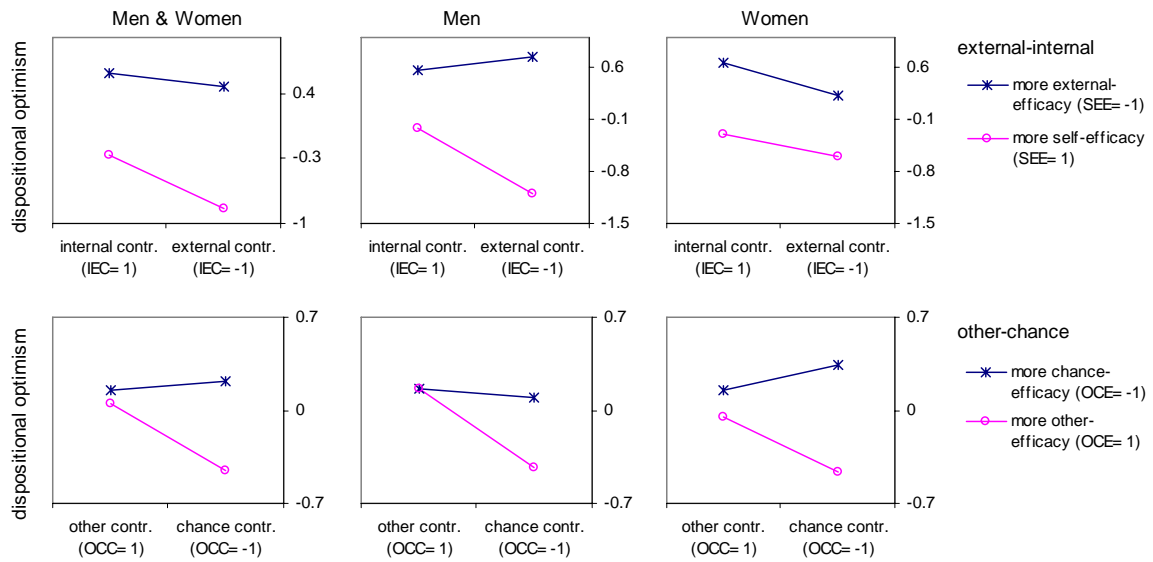 Men & Women
Men
Women
dispositional optimism
0.4
-0.3
-1
internal contr.
(IEC= 1)
external contr.
(IEC= -1)
0.6
-0.1
-0.8
-1.5
internal contr.
(IEC= 1)
external contr.
(IEC= -1)
0.6
-0.1
-0.8
-1.5
internal contr.
(IEC= 1)
external contr.
(IEC= -1)
external-internal
more external-
efficacy (SEE= -1)
more self-efficacy
(SEE= 1)
dispositional optimism
0.7
0
-0.7
other contr.
(OCC= 1)
chance contr.
(OCC= -1)
0.7
0
-0.7
other contr.
(OCC= 1)
chance contr.
(OCC= -1)
0.7
0
-0.7
other contr.
(OCC= 1)
chance contr.
(OCC= -1)
other-chance
more chance-
efficacy (OCE= -1)
more other-
efficacy (OCE= 1)